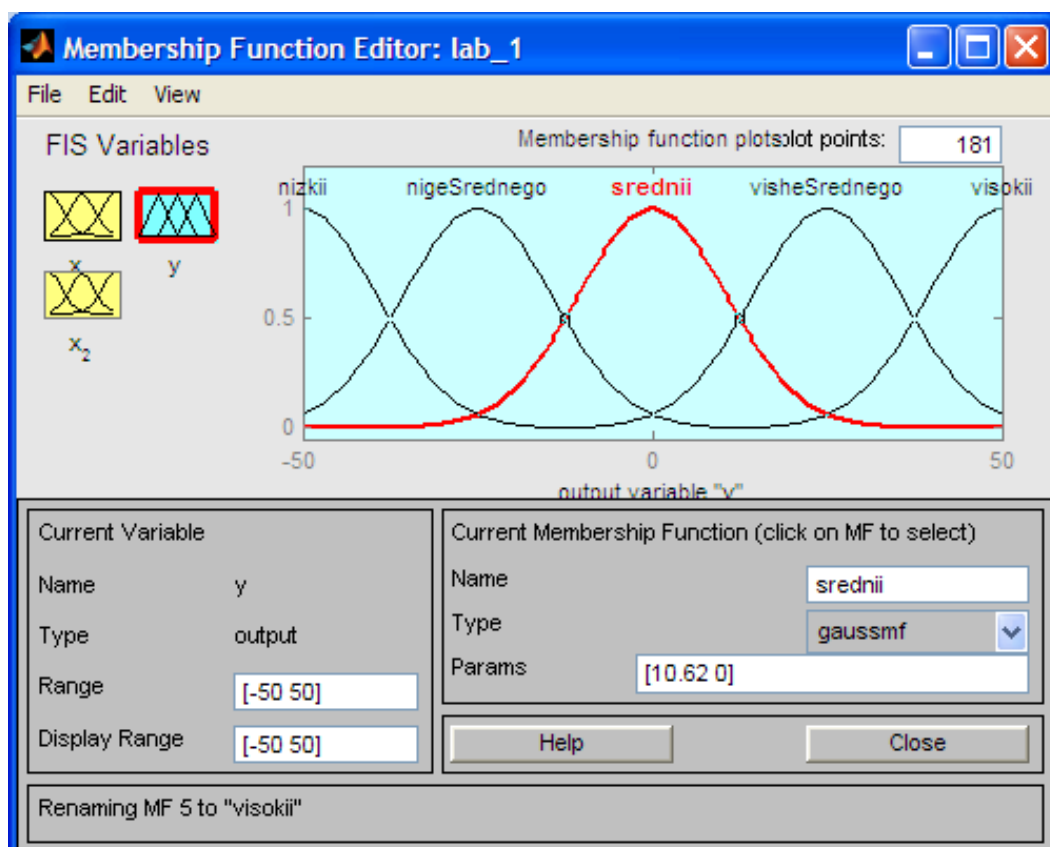 Membership Function Editor: lab_1
File Edit View
FIS Variables
Membership function plots plot points: 181
nizkii nigeSrednego srednii visheSrednego visokii
1
0.5
0
-50 0 50
output variable "y"
x y
x2
Current Variable
Name y
Type output
Range [-50 50]
Display Range [-50 50]
Current Membership Function (click on MF to select)
Name srednii
Type gaussmf
Params [10.62 0]
Help Close
Renaming MF 5 to "visokii"